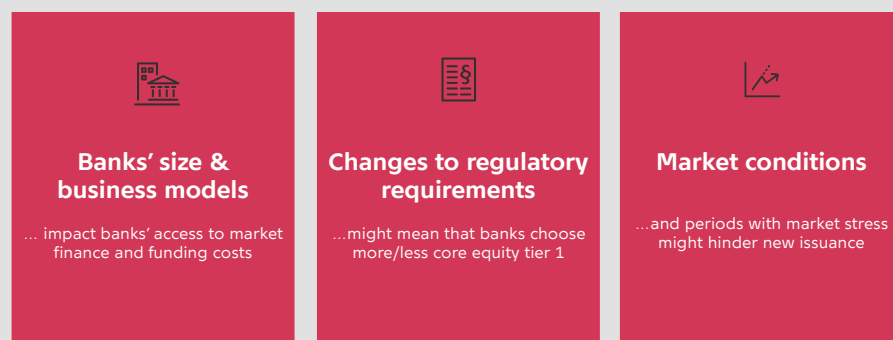 §
Banks’ size &
business models
... impact banks’ access to market
finance and funding costs
Changes to regulatory
requirements
...might mean that banks choose
more/less core equity tier 1
Market conditions
...and periods with market stress
might hinder new issuance